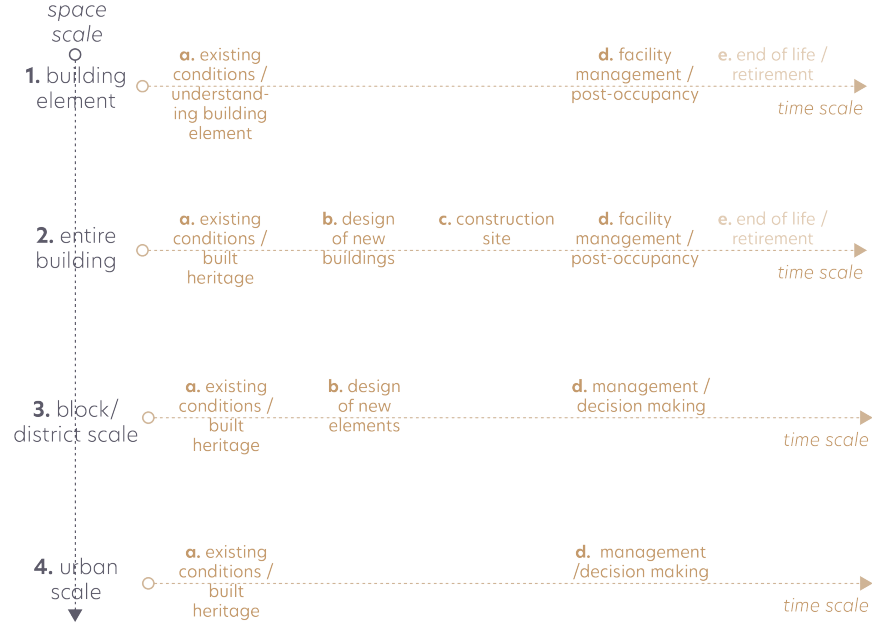 space
scale
1. building
element
a. existing
conditions /
understand-
ing building
element
d. facility
management /
post-occupancy
e. end of life /
retirement
time scale
2. entire
building
a. existing
conditions /
built
heritage
b. design
of new
buildings
c. construction
site
d. facility
management /
post-occupancy
e. end of life /
retirement
time scale
3. block/
district scale
a. existing
conditions /
built
heritage
b. design
of new
elements
d. management /
decision making
time scale
4. urban
scale
a. existing
conditions /
built
heritage
d. management
/decision making
time scale